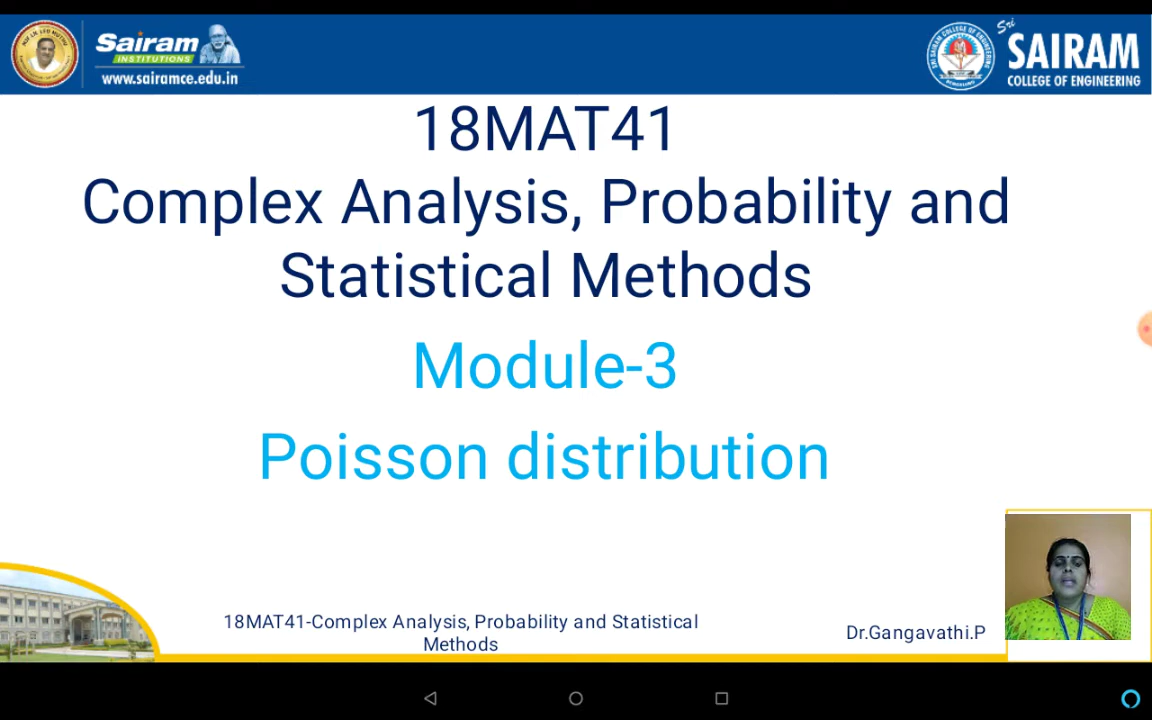 Sairam
INSTITUTIONS
www.sairamce.edu.in
Sri
SAIRAM
COLLEGE OF ENGINEERING
18MAT41
Complex Analysis, Probability and
Statistical Methods
Module-3
Poisson distribution
18MAT41-Complex Analysis, Probability and Statistical
Methods
Dr.Gangavathi.P